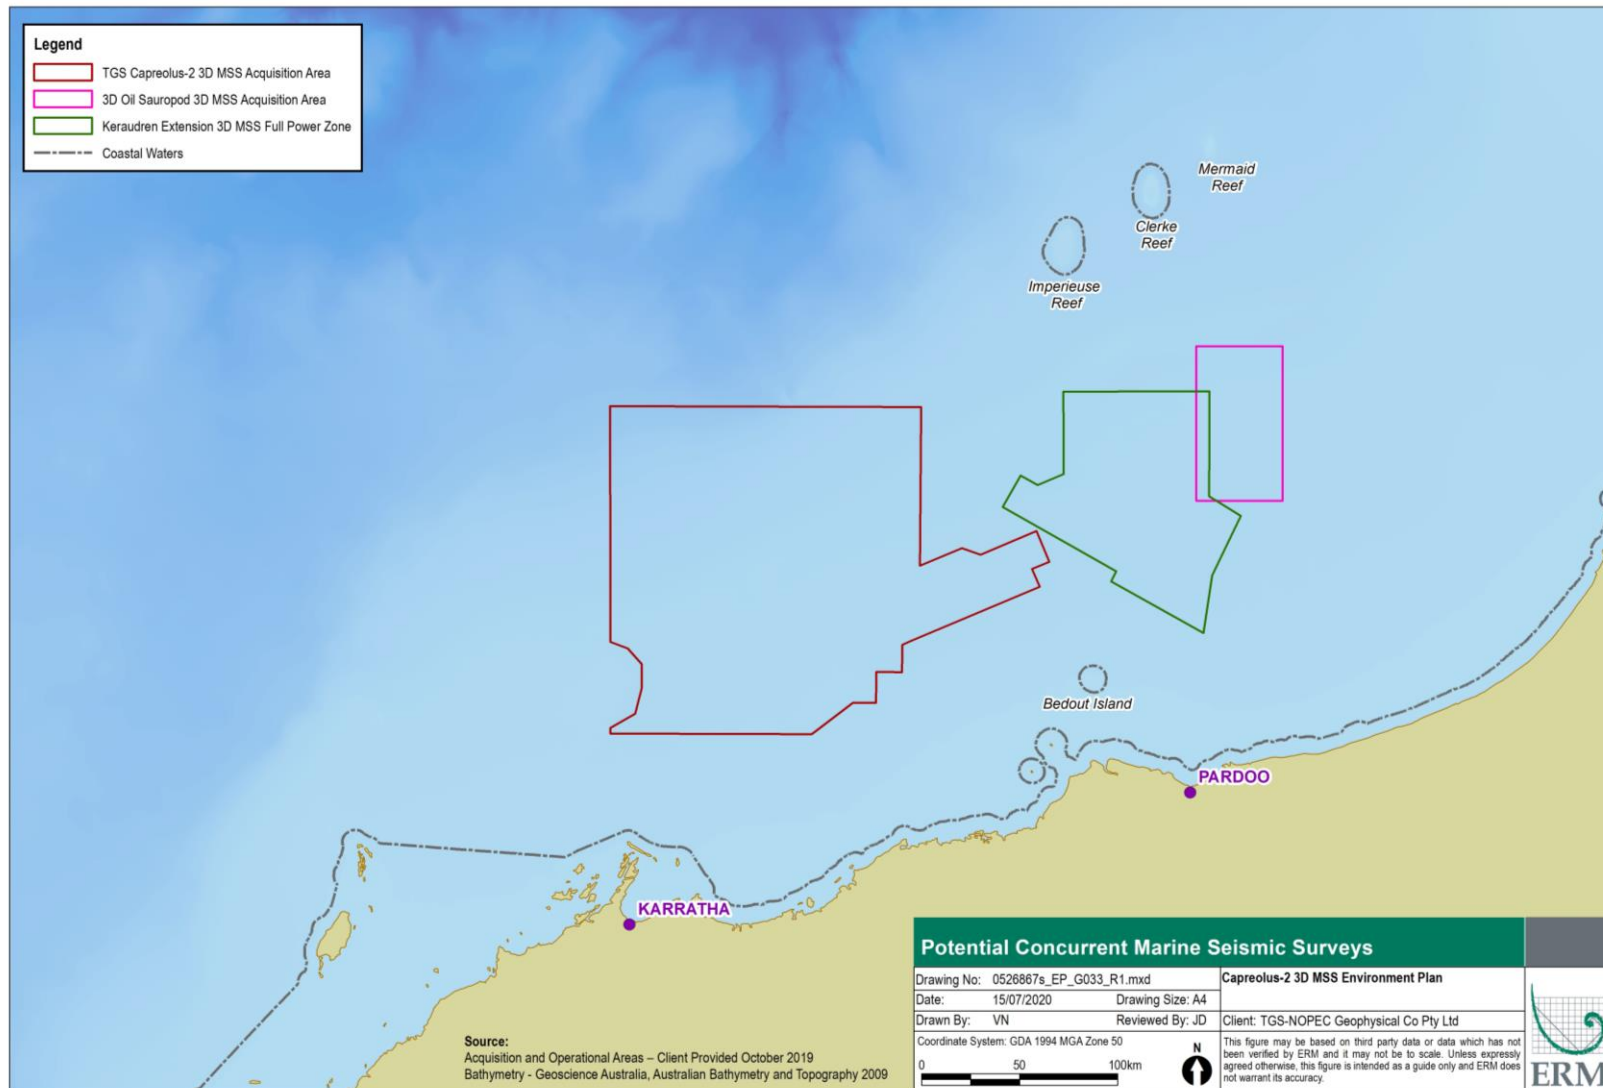 Legend
TGS Capreolus-2 3D MSS Acquisition Area
3D Oil Sauropod 3D MSS Acquisition Area
Keraudren Extension 3D MSS Full Power Zone
Coastal Waters
Mermaid
Reef
Clerke
Reef
Imperieuse
Reef
Bedout Island
PARDOO
KARRATHA
Source:
Acquisition and Operational Areas – Client Provided October 2019
Bathymetry - Geoscience Australia, Australian Bathymetry and Topography 2009
Potential Concurrent Marine Seismic Surveys
Drawing No: 0526867s_EP_G033_R1.mxd
Capreolus-2 3D MSS Environment Plan
Date: 15/07/2020 Drawing Size: A4
Drawn By: VN Reviewed By: JD
Client: TGS-NOPEC Geophysical Co Pty Ltd
Coordinate System: GDA 1994 MGA Zone 50
0 50 100km
N
This figure may be based on third party data or data which has not
been verified by ERM and it may not be to scale. Unless expressly
agreed otherwise, this figure is intended as a guide only and ERM does
not warrant its accuracy.
ERM